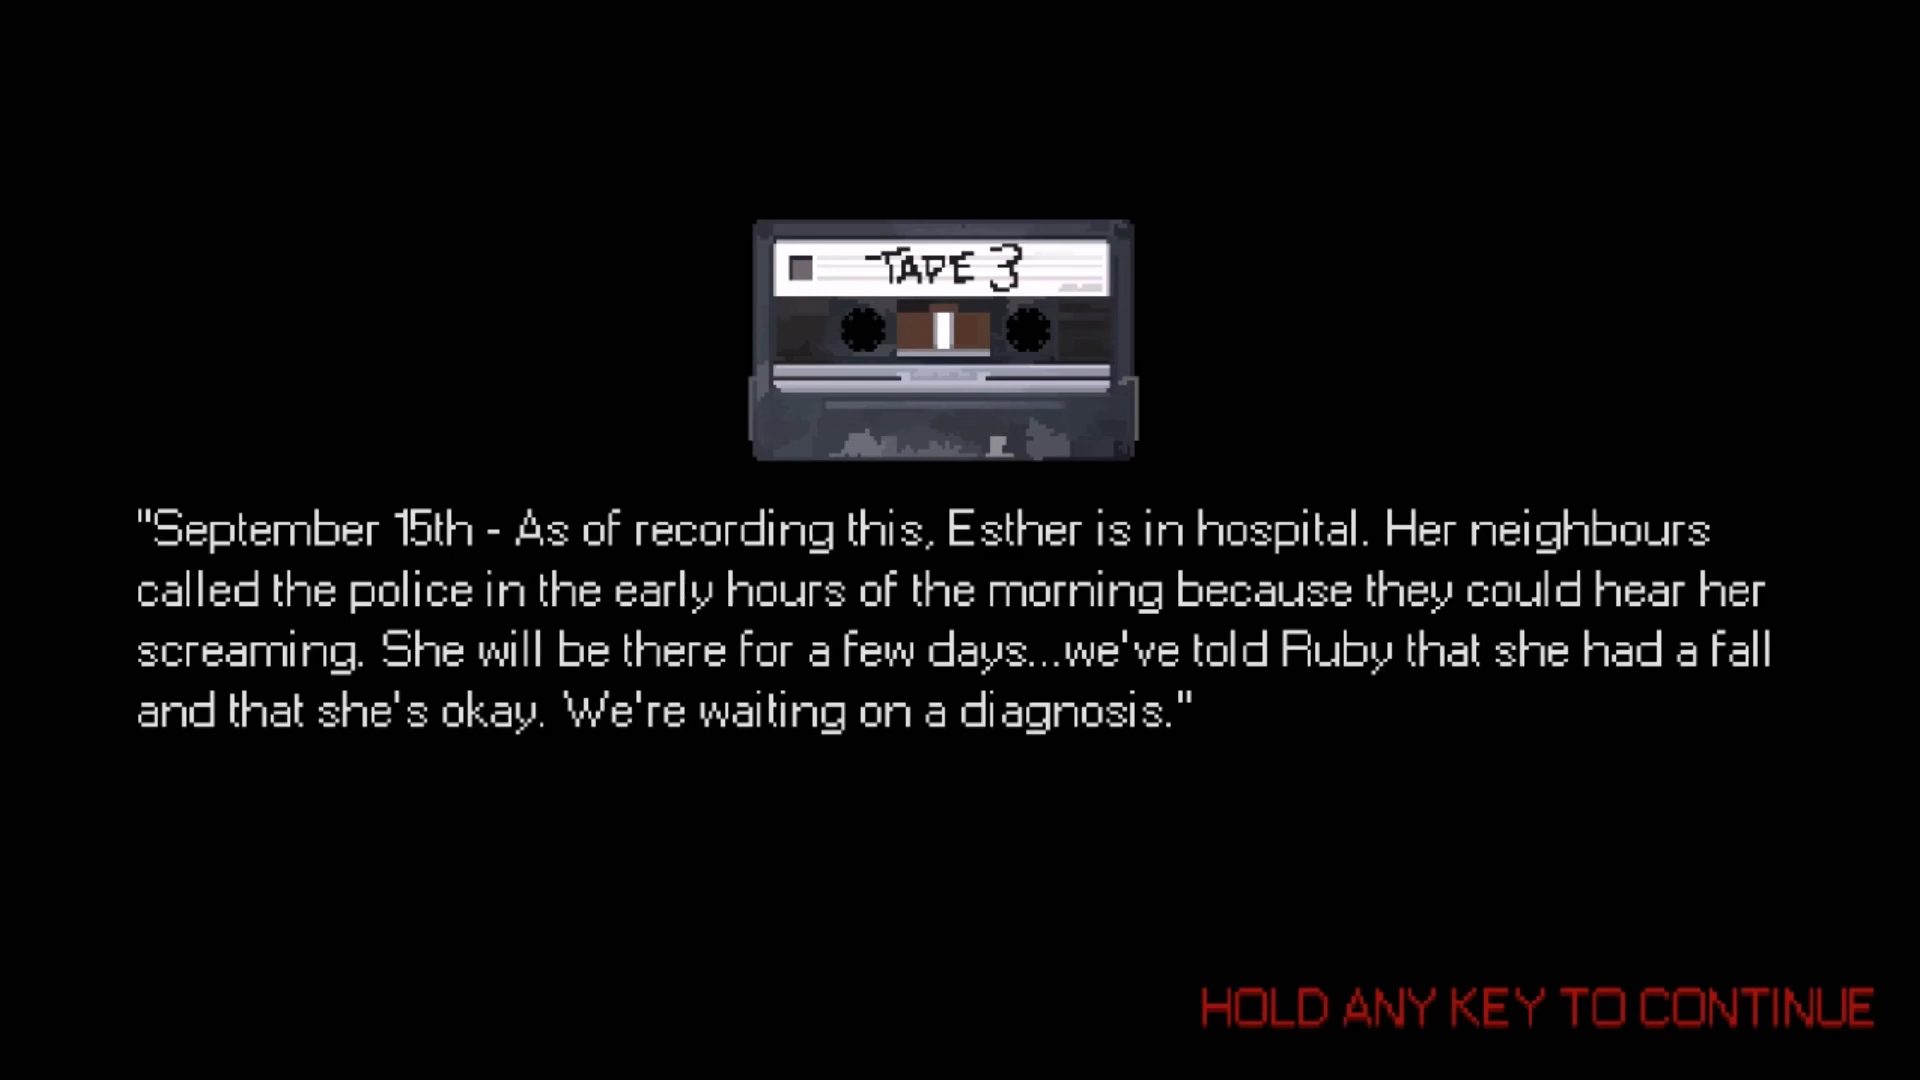 TAPE 3
"September 15th - As of recording this, Esther is in hospital. Her neighbours
called the police in the early hours of the morning because they could hear her
screaming. She will be there for a few days...we've told Ruby that she had a fall
and that she's okay. We're waiting on a diagnosis."
HOLD ANY KEY TO CONTINUE